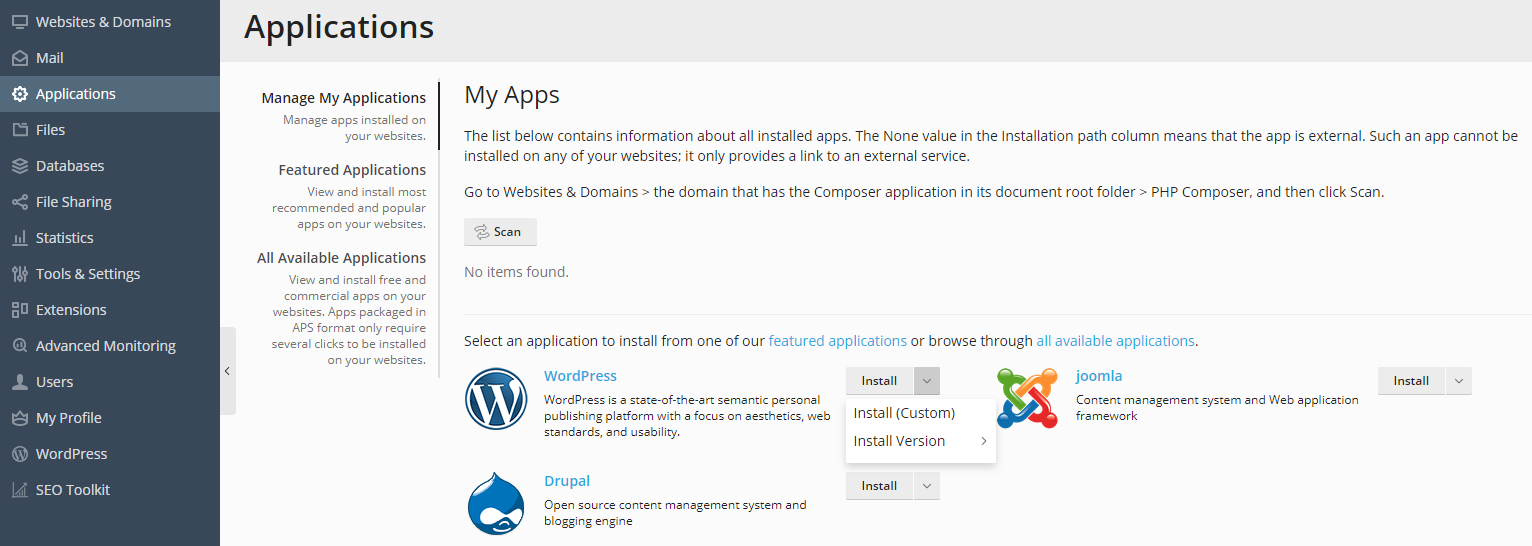 Websites & Domains
Mail
Applications
Files
Databases
File Sharing
Statistics
Tools & Settings
Extensions
Advanced Monitoring
Users
My Profile
WordPress
SEO Toolkit
Applications
Manage My Applications
Manage apps installed on
your websites.
Featured Applications
View and install most
recommended and popular
apps on your websites.
All Available Applications
View and install free and
commercial apps on your
websites. Apps packaged in
APS format only require
several clicks to be installed
on your websites.
My Apps
The list below contains information about all installed apps. The None value in the Installation path column means that the app is external. Such an app cannot be
installed on any of your websites; it only provides a link to an external service.
Go to Websites & Domains > the domain that has the Composer application in its document root folder > PHP Composer, and then click Scan.
Scan
No items found.
Select an application to install from one of our featured applications or browse through all available applications.
WordPress
WordPress is a state-of-the-art semantic personal
publishing platform with a focus on aesthetics, web
standards, and usability.
Install
Install (Custom)
Install Version
joomla
Content management system and Web application
framework
Install
Drupal
Open source content management system and
blogging engine
Install